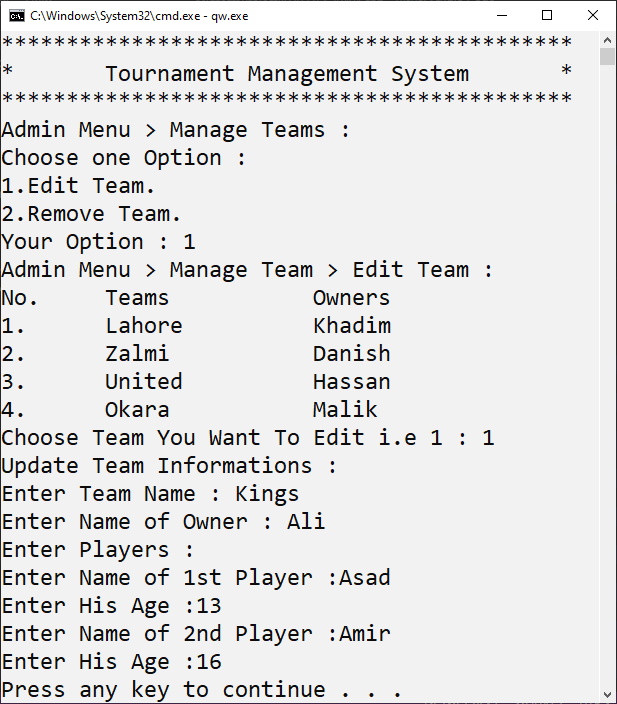 C:\Windows\System32\cmd.exe - qw.exe
********************************************
*       Tournament Management System       *
********************************************
Admin Menu > Manage Teams :
Choose one Option :
1.Edit Team.
2.Remove Team.
Your Option : 1
Admin Menu > Manage Team > Edit Team :
No.     Teams           Owners
1.      Lahore          Khadim
2.      Zalmi           Danish
3.      United          Hassan
4.      Okara           Malik
Choose Team You Want To Edit i.e 1 : 1
Update Team Informations :
Enter Team Name : Kings
Enter Name of Owner : Ali
Enter Players :
Enter Name of 1st Player :Asad
Enter His Age :13
Enter Name of 2nd Player :Amir
Enter His Age :16
Press any key to continue . . .